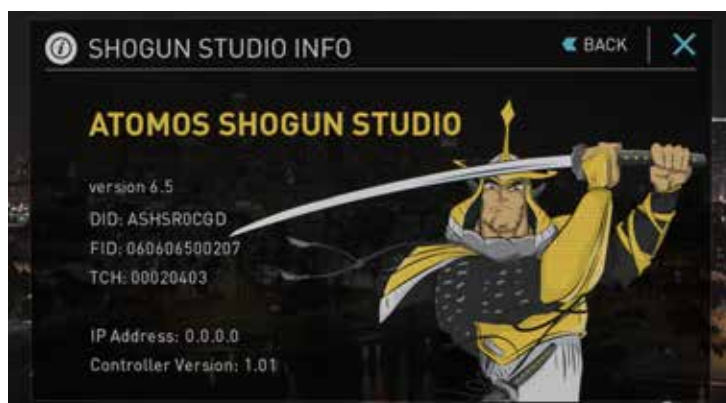 SHOGUN STUDIO INFO
BACK
ATOMOS SHOGUN STUDIO
version 6.5
DID: ASHSR0CGD
FID: 060606500207
TCH: 00020403
IP Address: 0.0.0.0
Controller Version: 1.01